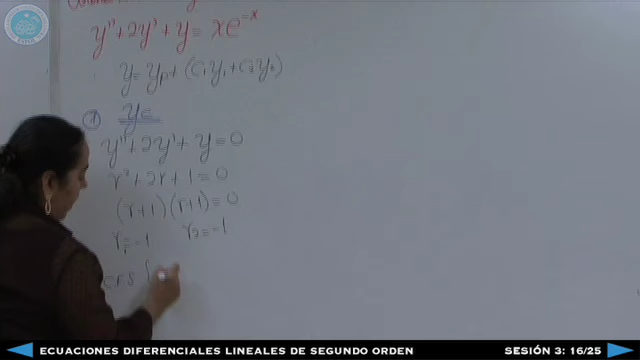 y'' + 2y' + y = xe^-x
y = yp + (C1y1 + C2y2)
① yc
y'' + 2y' + y = 0
r² + 2r + 1 = 0
(r+1)(r+1) = 0
r1 = -1 r2 = -1
CFS {
ECUACIONES DIFERENCIALES LINEALES DE SEGUNDO ORDEN SESIÓN 3: 16/25